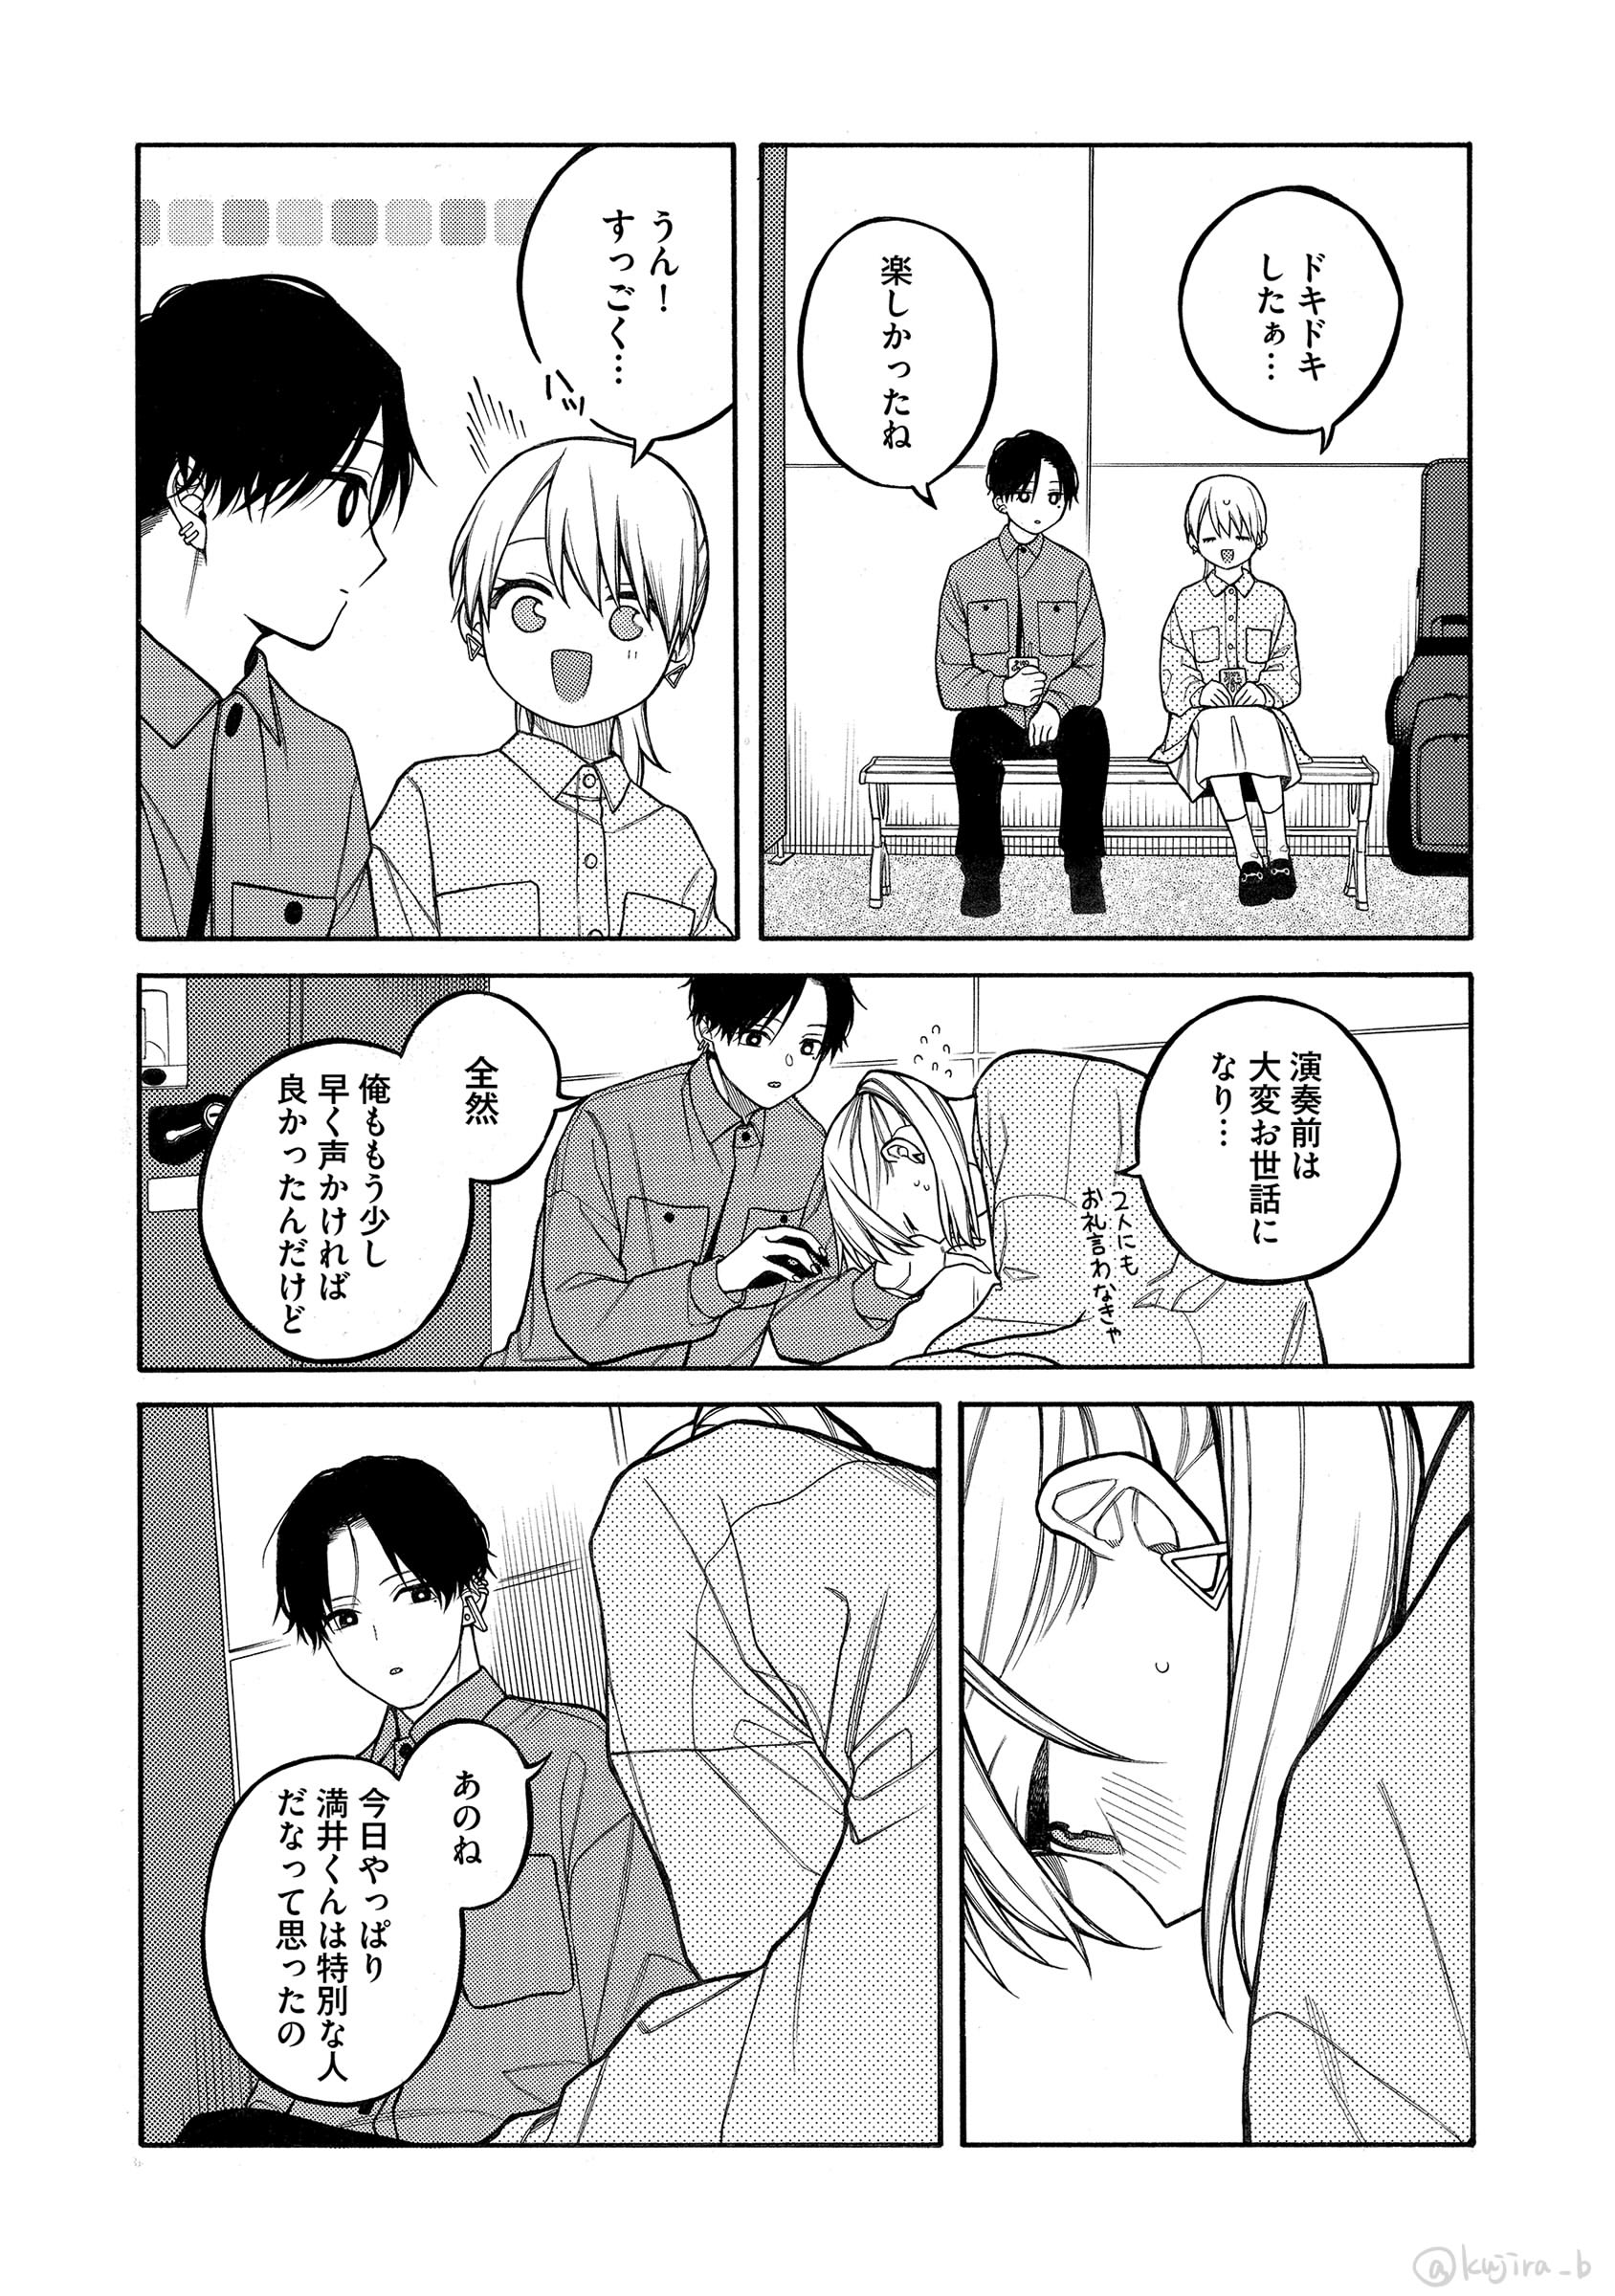 ドキドキ
したぁ…
楽しかったね
うん！
すっごく…
ハッ
演奏前は
大変お世話に
なり…
2人にも
お礼言わなきゃ
全然
俺ももう少し
早く声かければ
良かったんだけど
あのね
今日やっぱり
満井くんは特別な人
だなって思ったの
@kujira_b